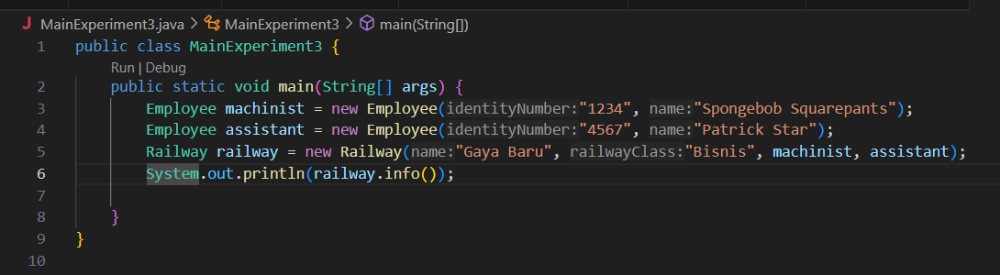 MainExperiment3.java > MainExperiment3 > main(String[])
1 public class MainExperiment3 {
Run | Debug
2 public static void main(String[] args) {
3 Employee machinist = new Employee(identityNumber:"1234", name:"Spongebob Squarepants");
4 Employee assistant = new Employee(identityNumber:"4567", name:"Patrick Star");
5 Railway railway = new Railway(name:"Gaya Baru", railwayClass:"Bisnis", machinist, assistant);
6 System.out.println(railway.info());
7
8 }
9 }
10